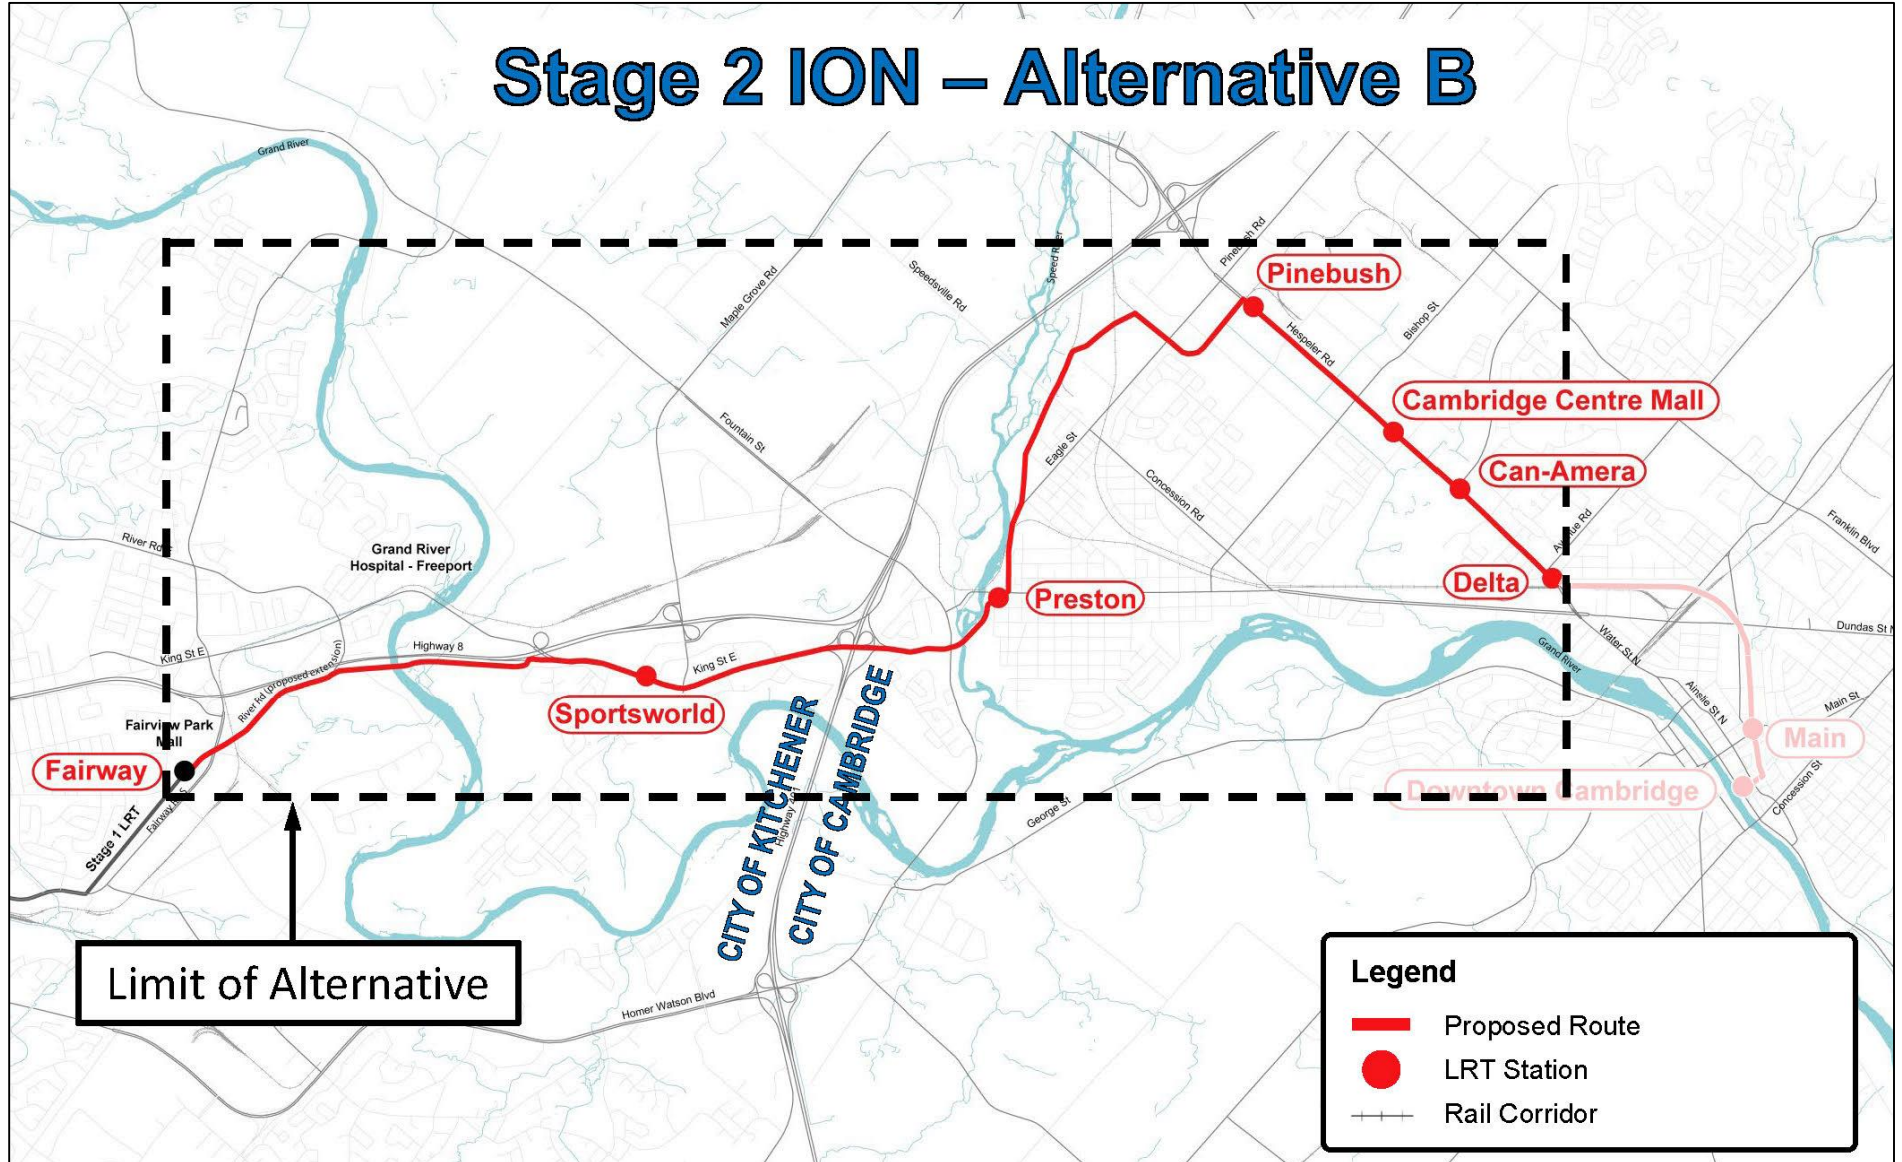 Stage 2 ION – Alternative B
Grand River
Speed River
Pinebush Rd
Maple Grove Rd
Speedsville Rd
Pinebush
Hespeler Rd
Bishop St
Cambridge Centre Mall
Fountain St
Eagle St
Can-Amera
Concession Rd
Franklin Blvd
River Rd E
Grand River
Hospital - Freeport
Delta
Preston
Dundas St N
Water St N
Highway 8
King St E
King St E
River Rd (proposed extension)
Grand River
Ainslie St N
Main St
Sportsworld
Fairview Park
Mall
Fairway
Main
Downtown Cambridge
Concession St
CITY OF KITCHENER
CITY OF CAMBRIDGE
George St
Stage 1 LRT
Limit of Alternative
Homer Watson Blvd
Legend
Proposed Route
LRT Station
Rail Corridor